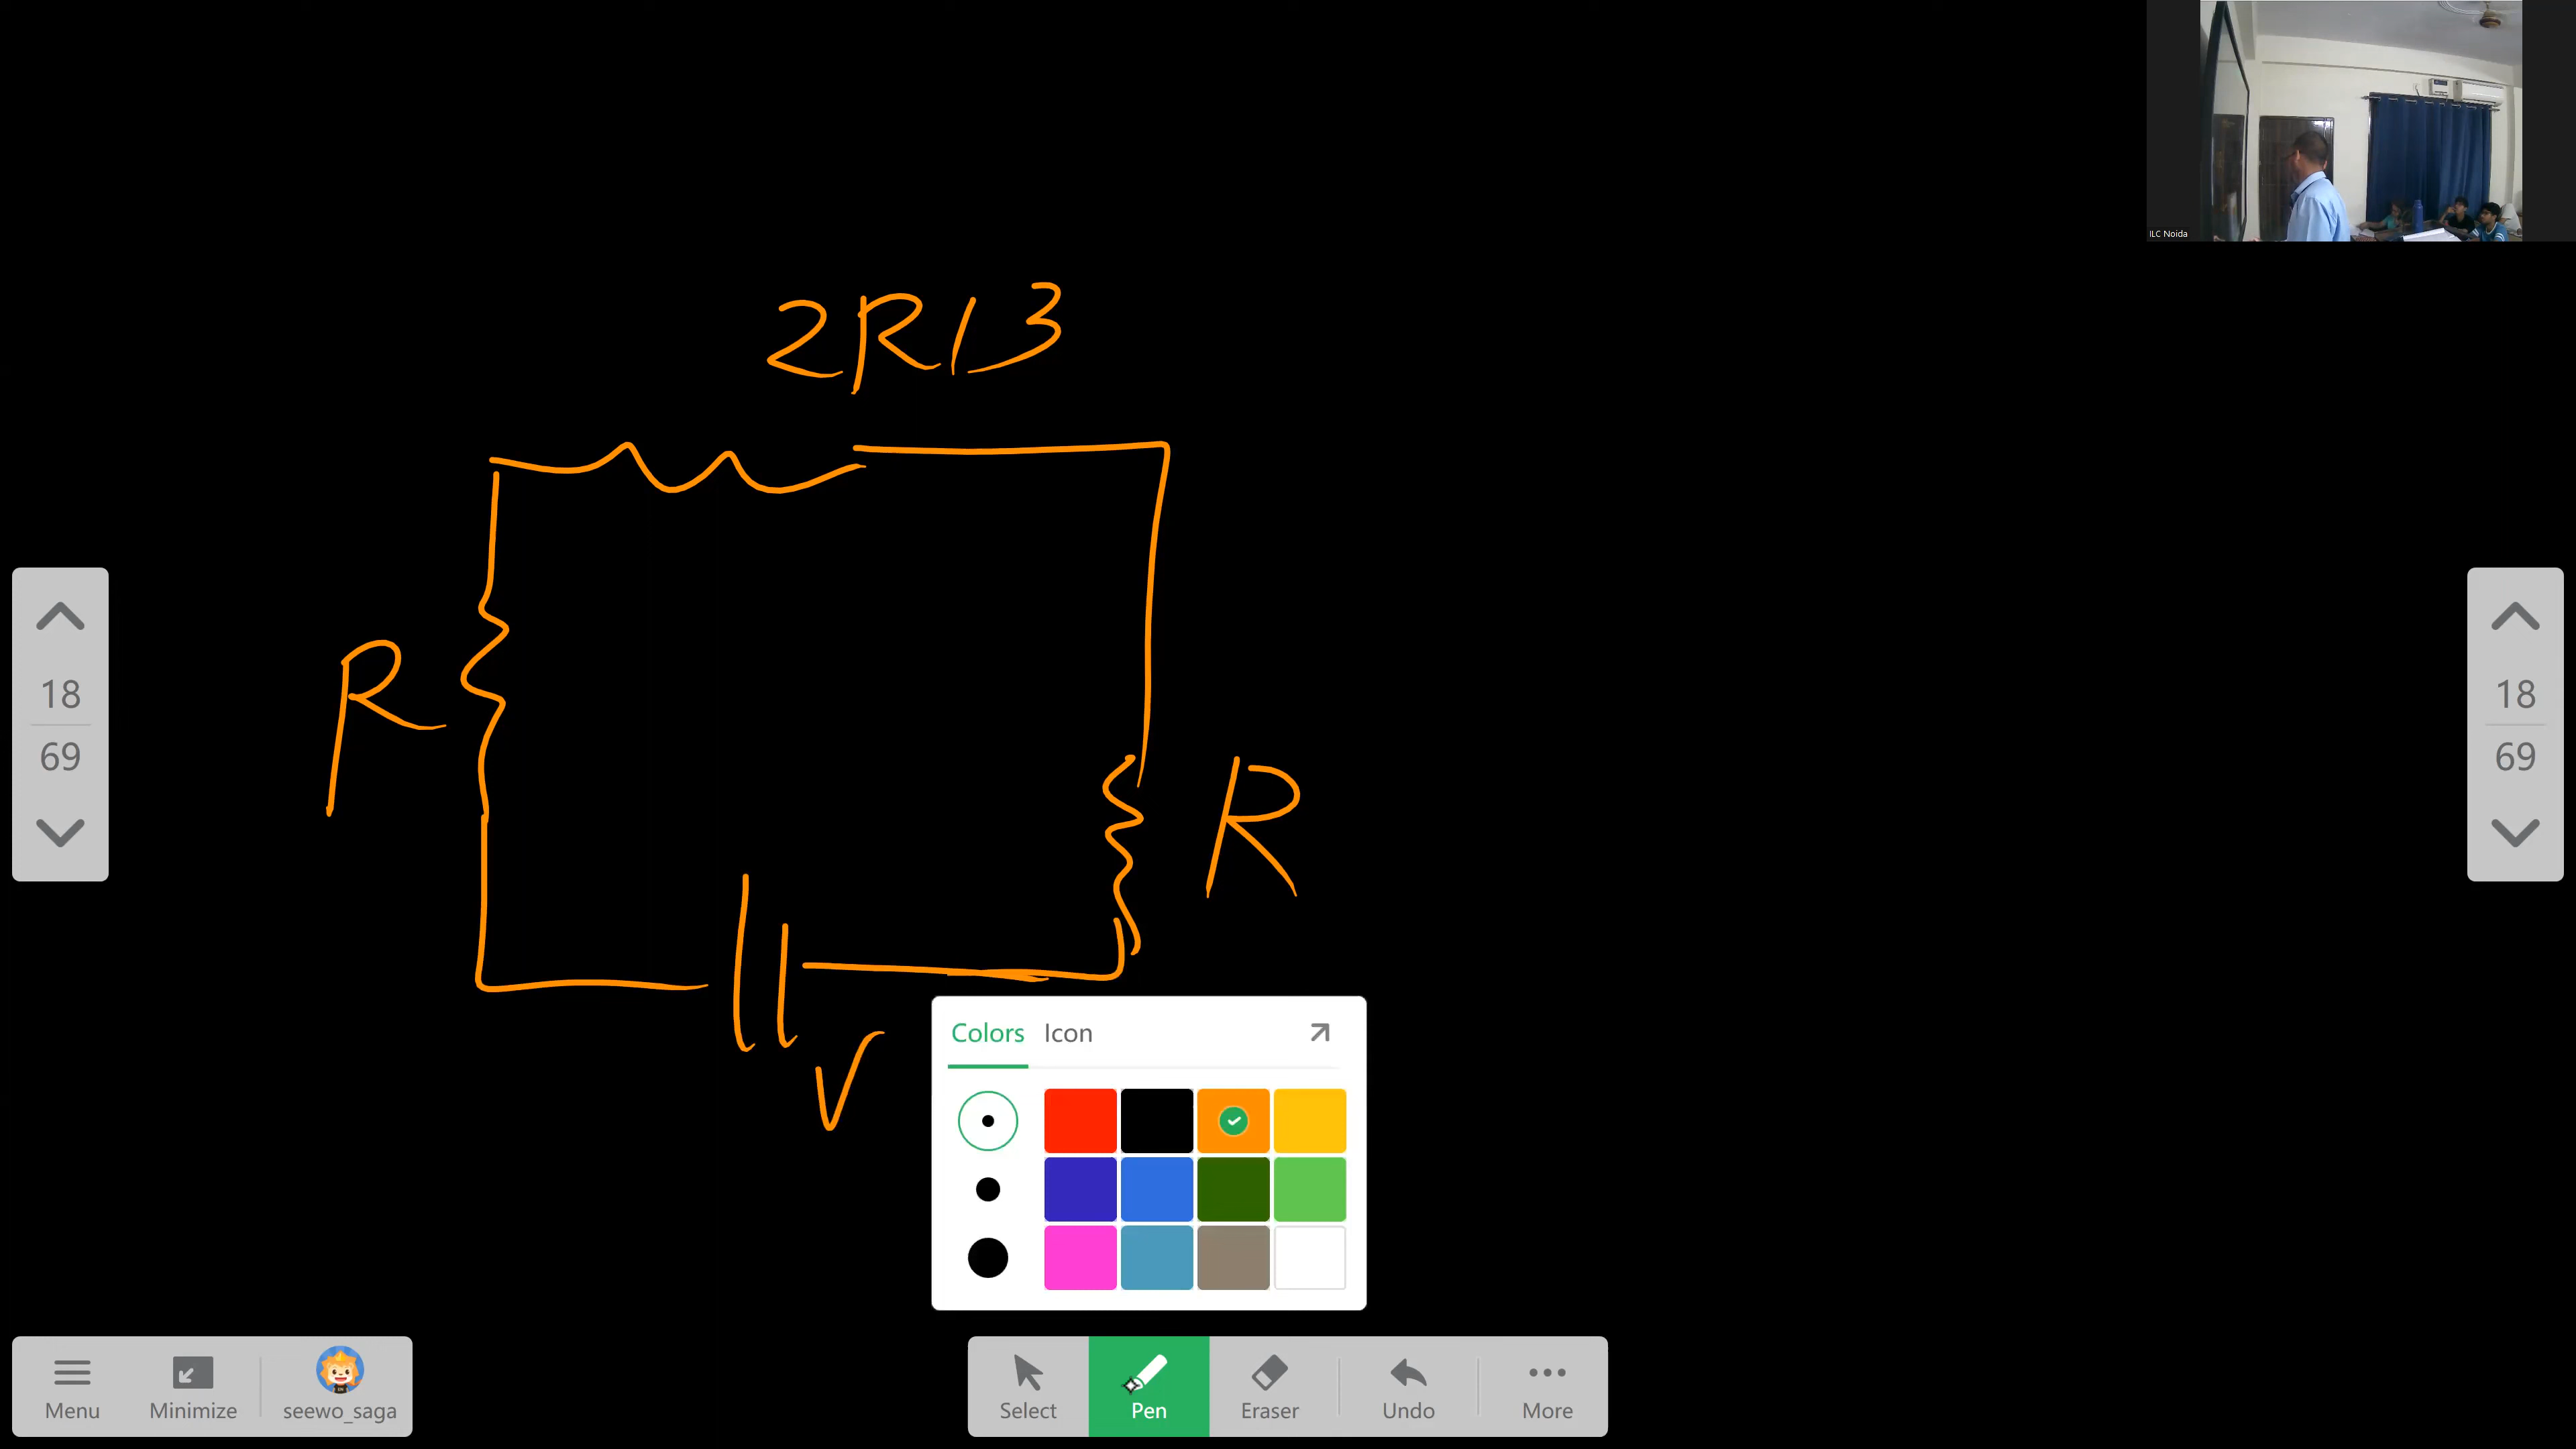 ILC Noida
2R/3
R
R
V
18
69
18
69
Colors Icon
Menu Minimize seewo_saga Select Pen Eraser Undo More